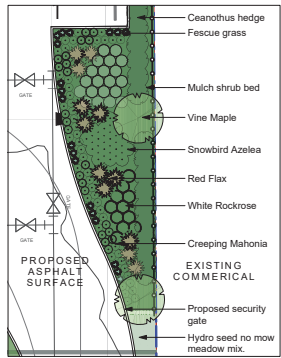 Ceanothus hedge
Fescue grass
Mulch shrub bed
GATE
Vine Maple
Snowbird Azelea
Red Flax
White Rockrose
GATE
GATE
Creeping Mahonia
PROPOSED
ASPHALT
SURFACE
EXISTING
COMMERICAL
Proposed security
gate
Hydro seed no mow
meadow mix.